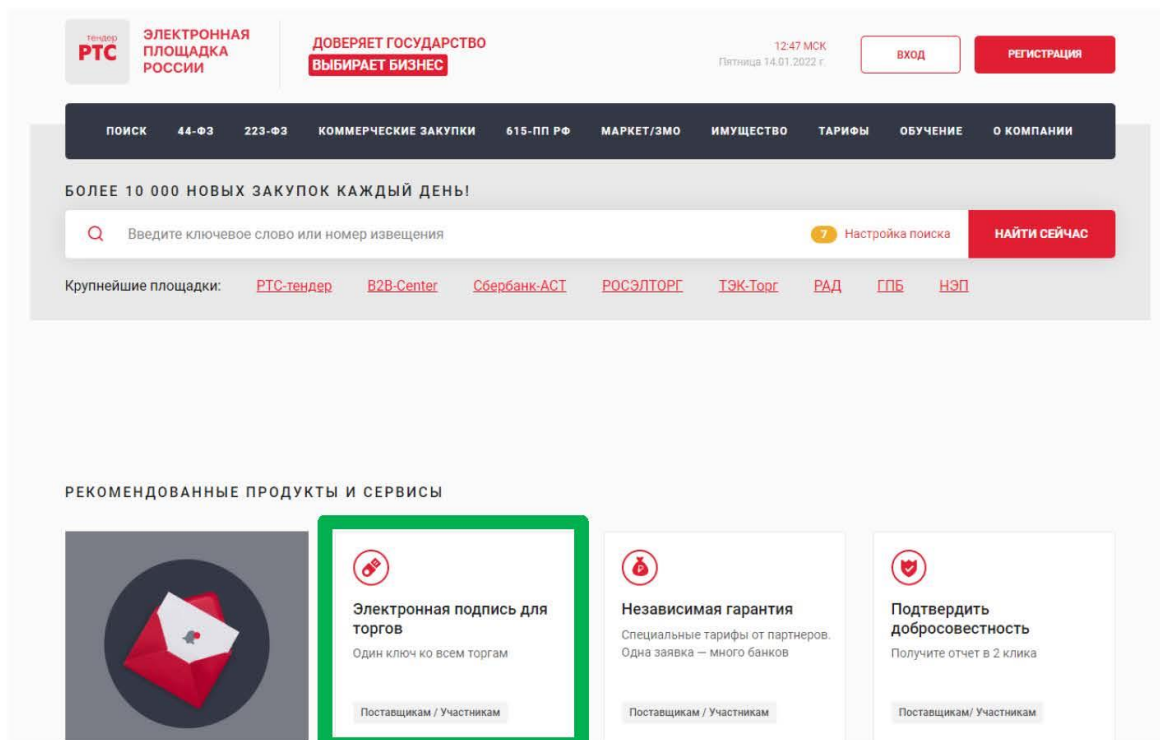 тендер
РТС
ЭЛЕКТРОННАЯ
ПЛОЩАДКА
РОССИИ
ДОВЕРЯЕТ ГОСУДАРСТВО
ВЫБИРАЕТ БИЗНЕС
12:47 МСК
Пятница 14.01.2022 г.
ВХОД
РЕГИСТРАЦИЯ
ПОИСК 44-ФЗ 223-ФЗ КОММЕРЧЕСКИЕ ЗАКУПКИ 615-ПП РФ МАРКЕТ/ЗМО ИМУЩЕСТВО ТАРИФЫ ОБУЧЕНИЕ О КОМПАНИИ
БОЛЕЕ 10 000 НОВЫХ ЗАКУПОК КАЖДЫЙ ДЕНЬ!
Введите ключевое слово или номер извещения 7 Настройка поиска НАЙТИ СЕЙЧАС
Крупнейшие площадки: РТС-тендер B2B-Center Сбербанк-АСТ РОСЭЛТОРГ ТЭК-Торг РАД ГПБ НЭП
РЕКОМЕНДОВАННЫЕ ПРОДУКТЫ И СЕРВИСЫ
Электронная подпись для
торгов
Один ключ ко всем торгам
Поставщикам / Участникам
Независимая гарантия
Специальные тарифы от партнеров.
Одна заявка — много банков
Поставщикам / Участникам
Подтвердить
добросовестность
Получите отчет в 2 клика
Поставщикам/ Участникам